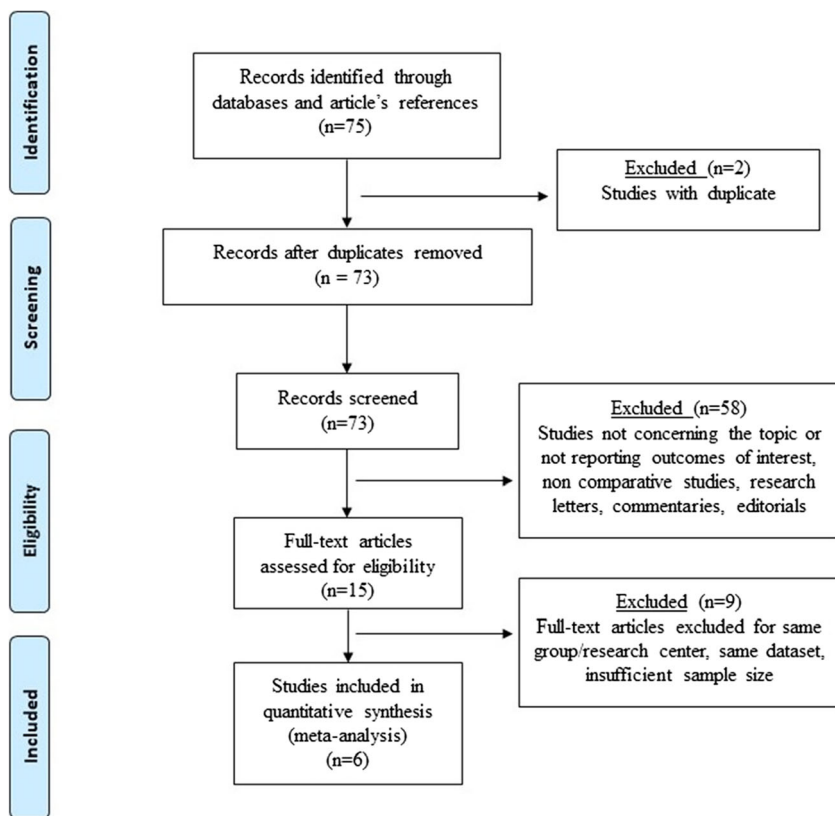 Identification
Records identified through
databases and article's references
(n=75)
Excluded (n=2)
Studies with duplicate
Screening
Records after duplicates removed
(n = 73)
Records screened
(n=73)
Excluded (n=58)
Studies not concerning the topic or
not reporting outcomes of interest,
non comparative studies, research
letters, commentaries, editorials
Eligibility
Full-text articles
assessed for eligibility
(n=15)
Excluded (n=9)
Full-text articles excluded for same
group/research center, same dataset,
insufficient sample size
Included
Studies included in
quantitative synthesis
(meta-analysis)
(n=6)